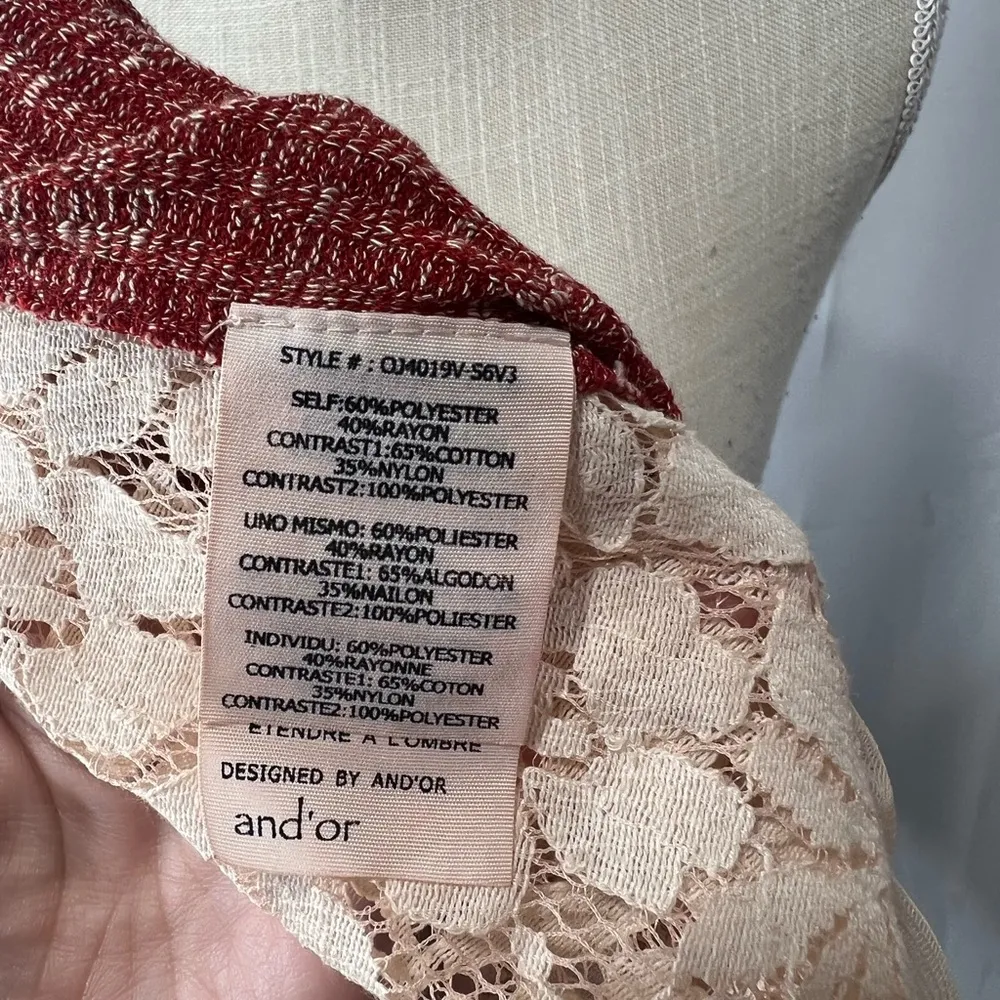 STYLE # : OJ4019V-S6V3
SELF:60%POLYESTER
40%RAYON
CONTRAST1:65%COTTON
35%NYLON
CONTRAST2:100%POLYESTER
UNO MISMO: 60%POLIESTER
40%RAYON
CONTRASTE1: 65%ALGODON
35%NAILON
CONTRASTE2:100%POLIESTER
INDIVIDU: 60%POLYESTER
40%RAYONNE
CONTRASTE1: 65%COTON
35%NYLON
CONTRASTE2:100%POLYESTER
ETENDRE A L'OMBRE
DESIGNED BY AND'OR
and'or